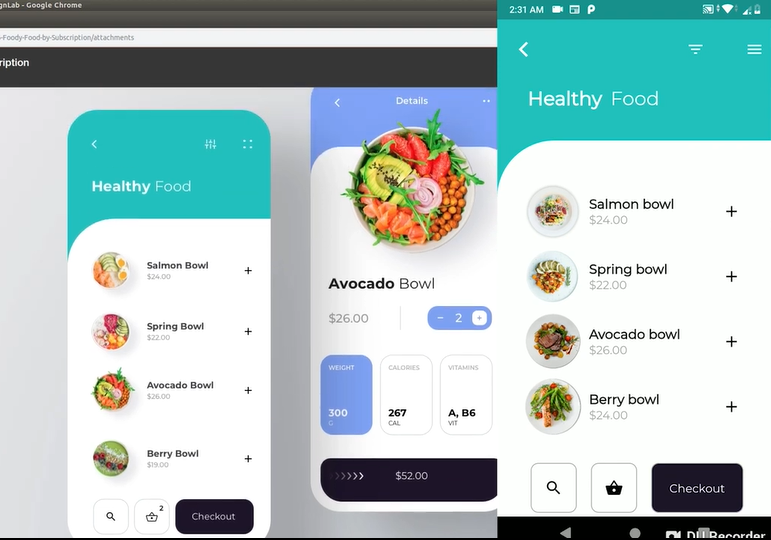 gnLab - Google Chrome
-Foody-Food-by-Subscription/attachments
ription
Healthy Food
Salmon Bowl
$24.00
+
Spring Bowl
$22.00
+
Avocado Bowl
$26.00
+
Berry Bowl
$19.00
+
2
Checkout
Details
Avocado Bowl
$26.00
− 2 +
WEIGHT
300
G
CALORIES
267
CAL
VITAMINS
A, B6
VIT
$52.00
2:31 AM
Healthy Food
Salmon bowl
$24.00
+
Spring bowl
$22.00
+
Avocado bowl
$26.00
+
Berry bowl
$24.00
+
Checkout
DU Recorder